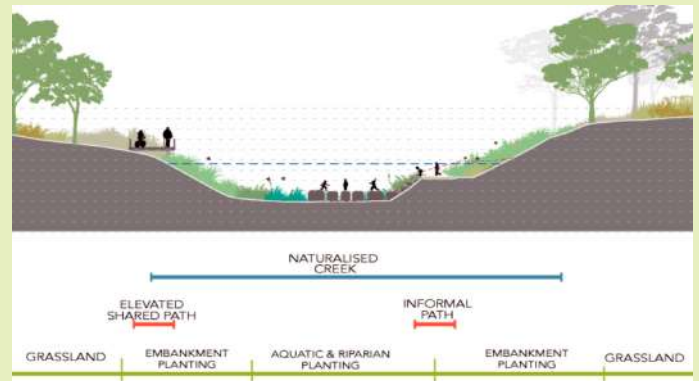 NATURALISED
CREEK
ELEVATED
SHARED PATH
INFORMAL
PATH
GRASSLAND
EMBANKMENT
PLANTING
AQUATIC & RIPARIAN
PLANTING
EMBANKMENT
PLANTING
GRASSLAND